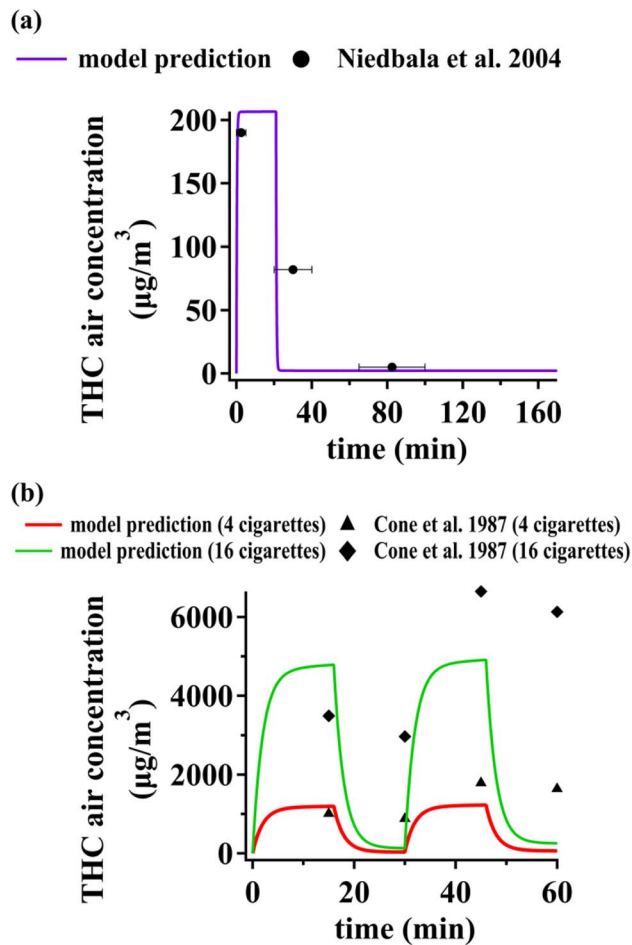 (a)
model prediction Niedbala et al. 2004
THC air concentration
(μg/m³)
200
150
100
50
0
0 40 80 120 160
time (min)
(b)
model prediction (4 cigarettes) Cone et al. 1987 (4 cigarettes)
model prediction (16 cigarettes) Cone et al. 1987 (16 cigarettes)
THC air concentration
(μg/m³)
6000
4000
2000
0
0 20 40 60
time (min)